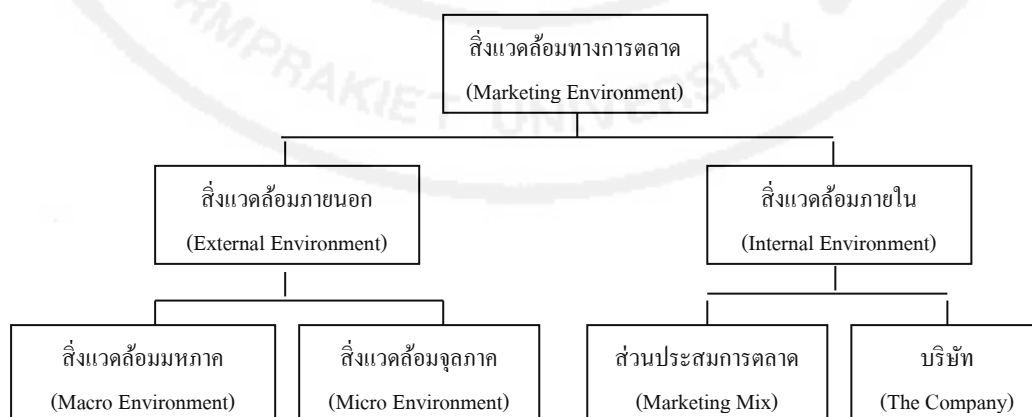 สิ่งแวดล้อมทางการตลาด
(Marketing Environment)
สิ่งแวดล้อมภายนอก
(External Environment)
สิ่งแวดล้อมภายใน
(Internal Environment)
สิ่งแวดล้อมมหภาค
(Macro Environment)
สิ่งแวดล้อมจุลภาค
(Micro Environment)
ส่วนประสมการตลาด
(Marketing Mix)
บริษัท
(The Company)
UNIVERSITY